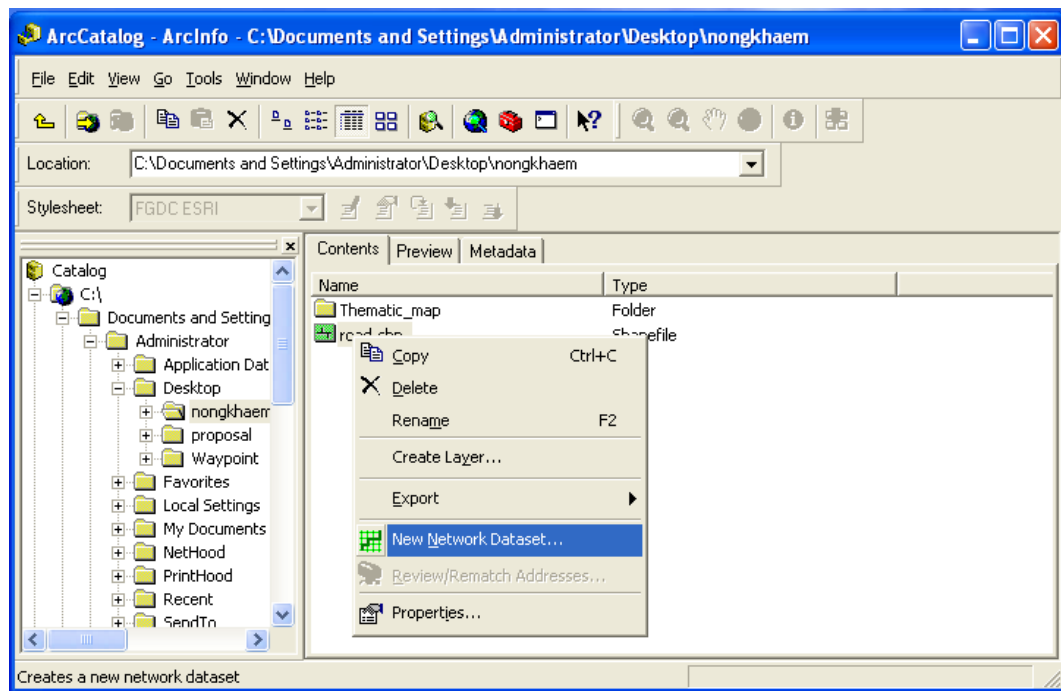 ArcCatalog - ArcInfo - C:\Documents and Settings\Administrator\Desktop\nongkhaem
File Edit View Go Tools Window Help
Location: C:\Documents and Settings\Administrator\Desktop\nongkhaem
Stylesheet: FGDC ESRI
Contents Preview Metadata
Catalog
C:\
Documents and Setting
Administrator
Application Dat
Desktop
nongkhaem
proposal
Waypoint
Favorites
Local Settings
My Documents
NetHood
PrintHood
Recent
SendTo
Name Type
Thematic_map Folder
Shapefile
Copy Ctrl+C
Delete
Rename F2
Create Layer...
Export
New Network Dataset...
Review/Rematch Addresses...
Properties...
Creates a new network dataset